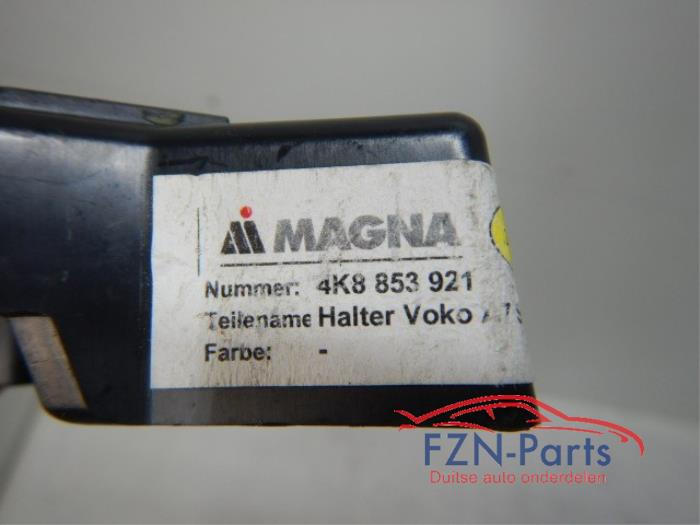 MAGNA
Nummer: 4K8 853 921
Teilename Halter Voko
Farbe: -
FZN-Parts
Duitse auto onderdelen